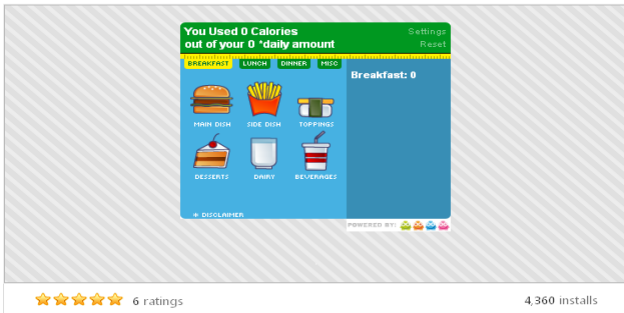 You Used 0 Calories
out of your 0 *daily amount
Settings
Reset
BREAKFAST LUNCH DINNER MISC
Breakfast: 0
MAIN DISH SIDE DISH TOPPINGS
DESSERTS DAIRY BEVERAGES
* DISCLAIMER
POWERED BY:
6 ratings
4,360 installs